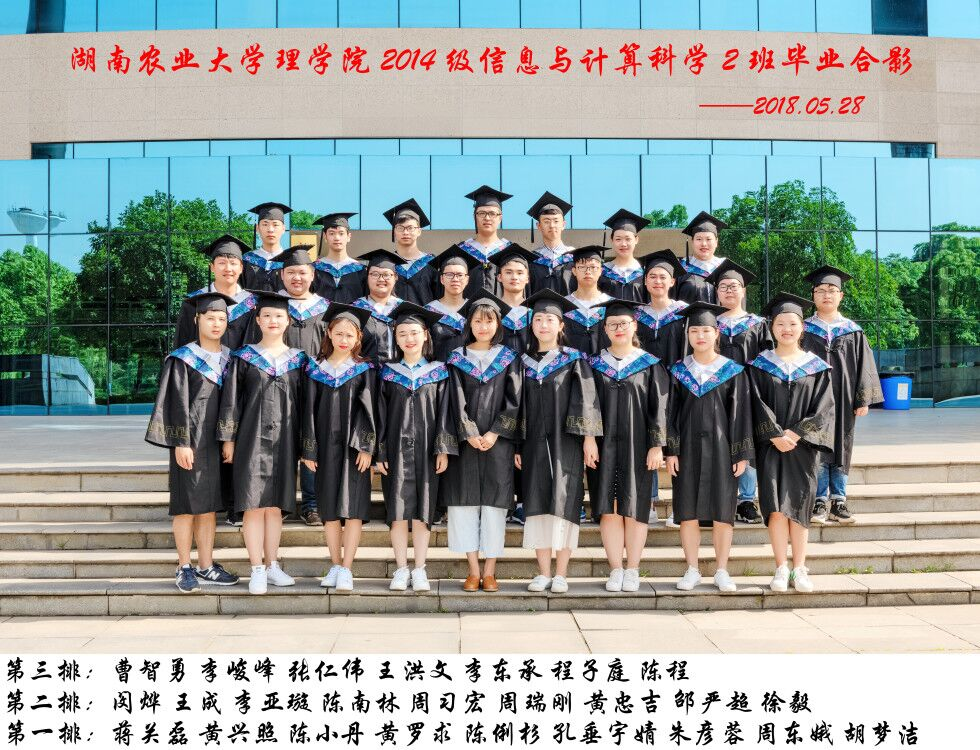 湖南农业大学理学院2014级信息与计算科学2班毕业合影
——2018.05.28
第三排：曹智勇 李峻峰 张仁伟 王洪文 李东承 程子庭 陈程
第二排：闵烨 王成 李亚璇 陈南林 周习宏 周瑞刚 黄忠吉 邹严超 徐毅
第一排：蒋关磊 黄兴照 陈小丹 黄罗求 陈俐杉 孔垂宇婧 朱彦蓉 周东娥 胡梦洁